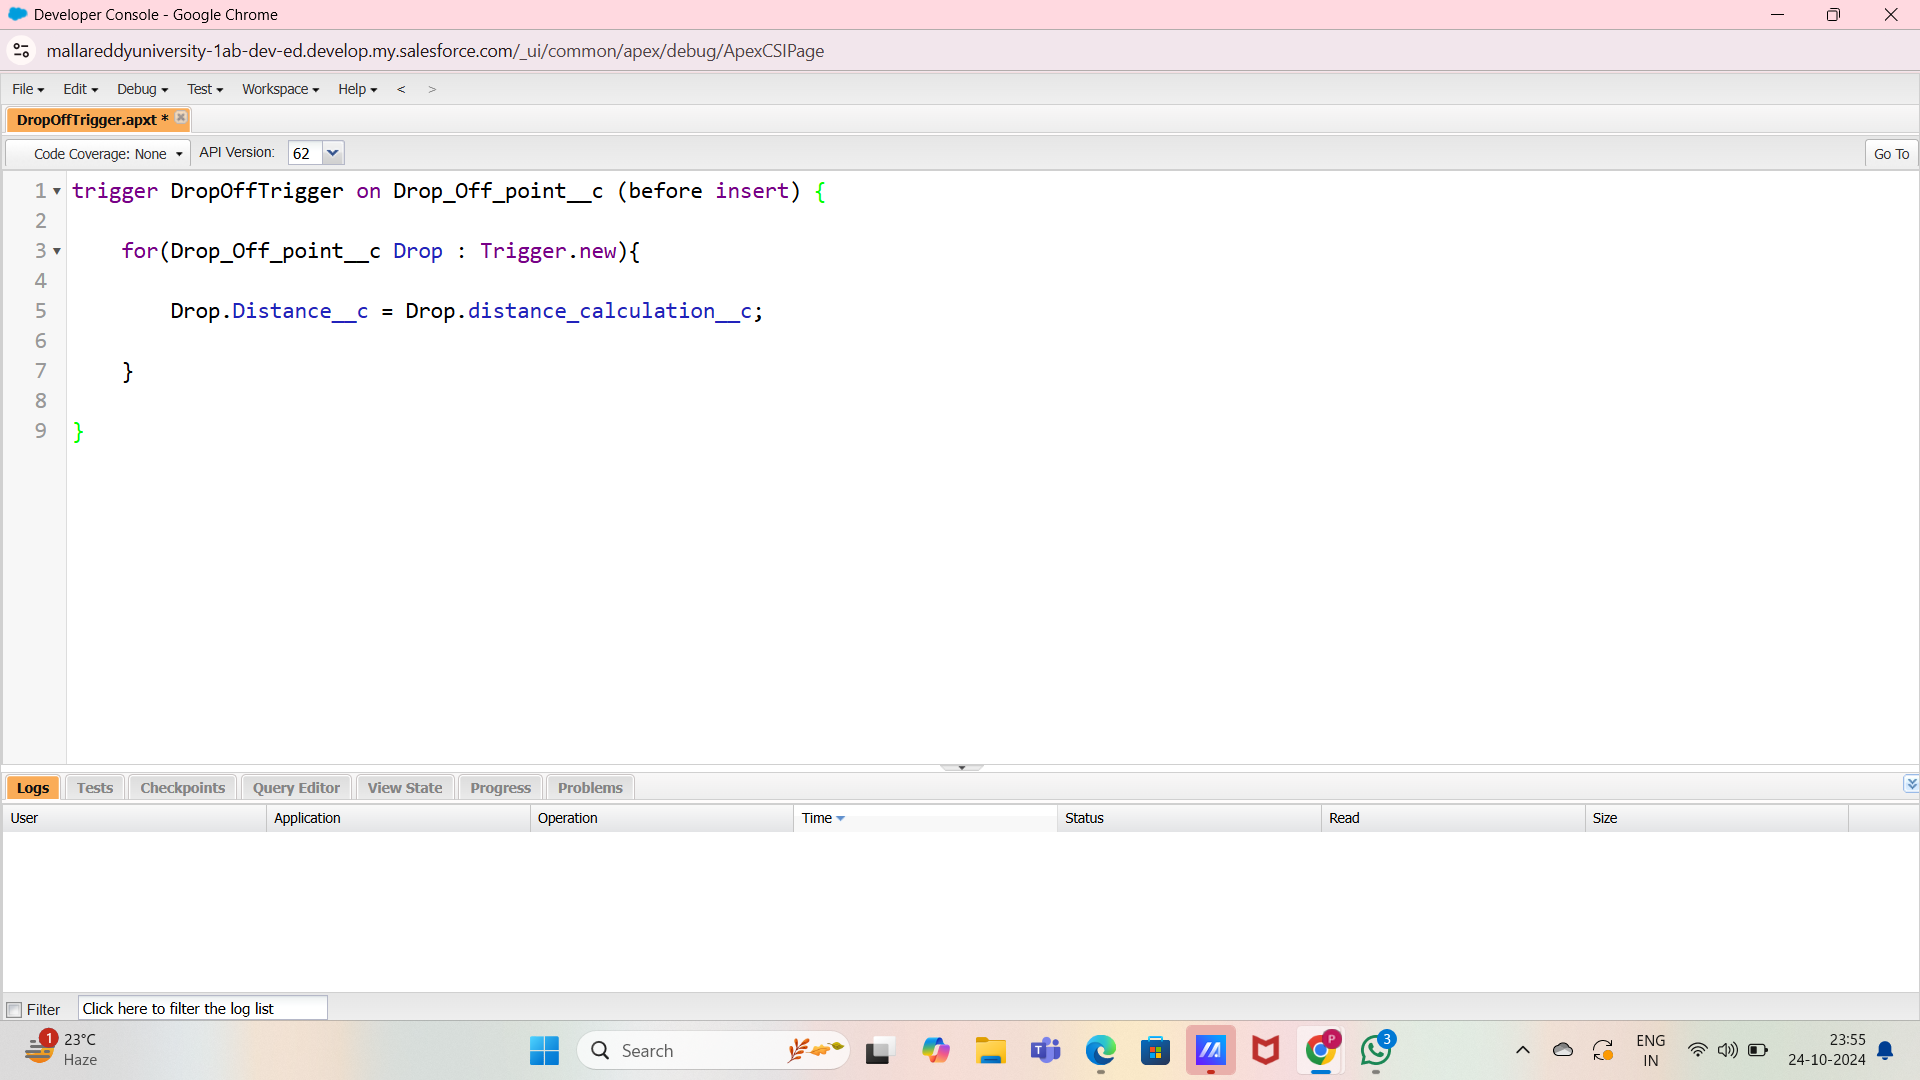 Developer Console - Google Chrome
mallareddyuniversity-1ab-dev-ed.develop.my.salesforce.com/_ui/common/apex/debug/ApexCSIPage
File Edit Debug Test Workspace Help < >
DropOffTrigger.apxt *
Code Coverage: None API Version: 62 Go To
1 trigger DropOffTrigger on Drop_Off_point__c (before insert) {
2
3 for(Drop_Off_point__c Drop : Trigger.new){
4
5 Drop.Distance__c = Drop.distance_calculation__c;
6
7 }
8
9 }
Logs Tests Checkpoints Query Editor View State Progress Problems
User Application Operation Time Status Read Size
Filter Click here to filter the log list
1 23°C
Haze
Search
P
3
ENG
IN
23:55
24-10-2024